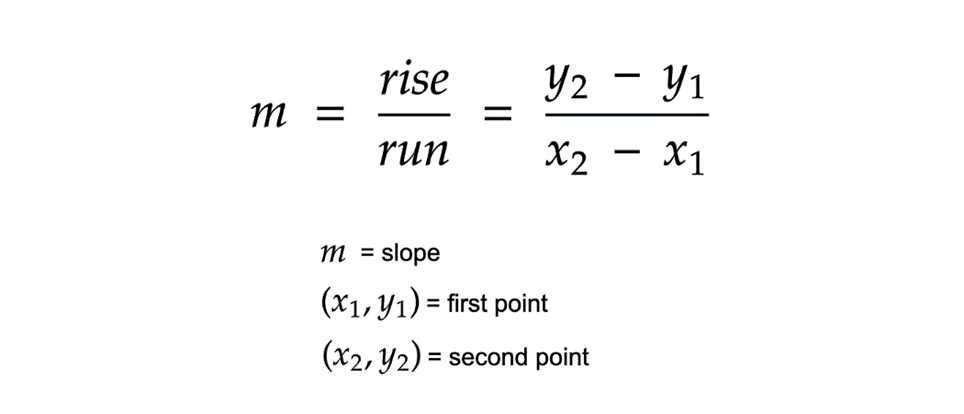 m = rise/run = (y₂ − y₁)/(x₂ − x₁)
m = slope
(x₁, y₁) = first point
(x₂, y₂) = second point